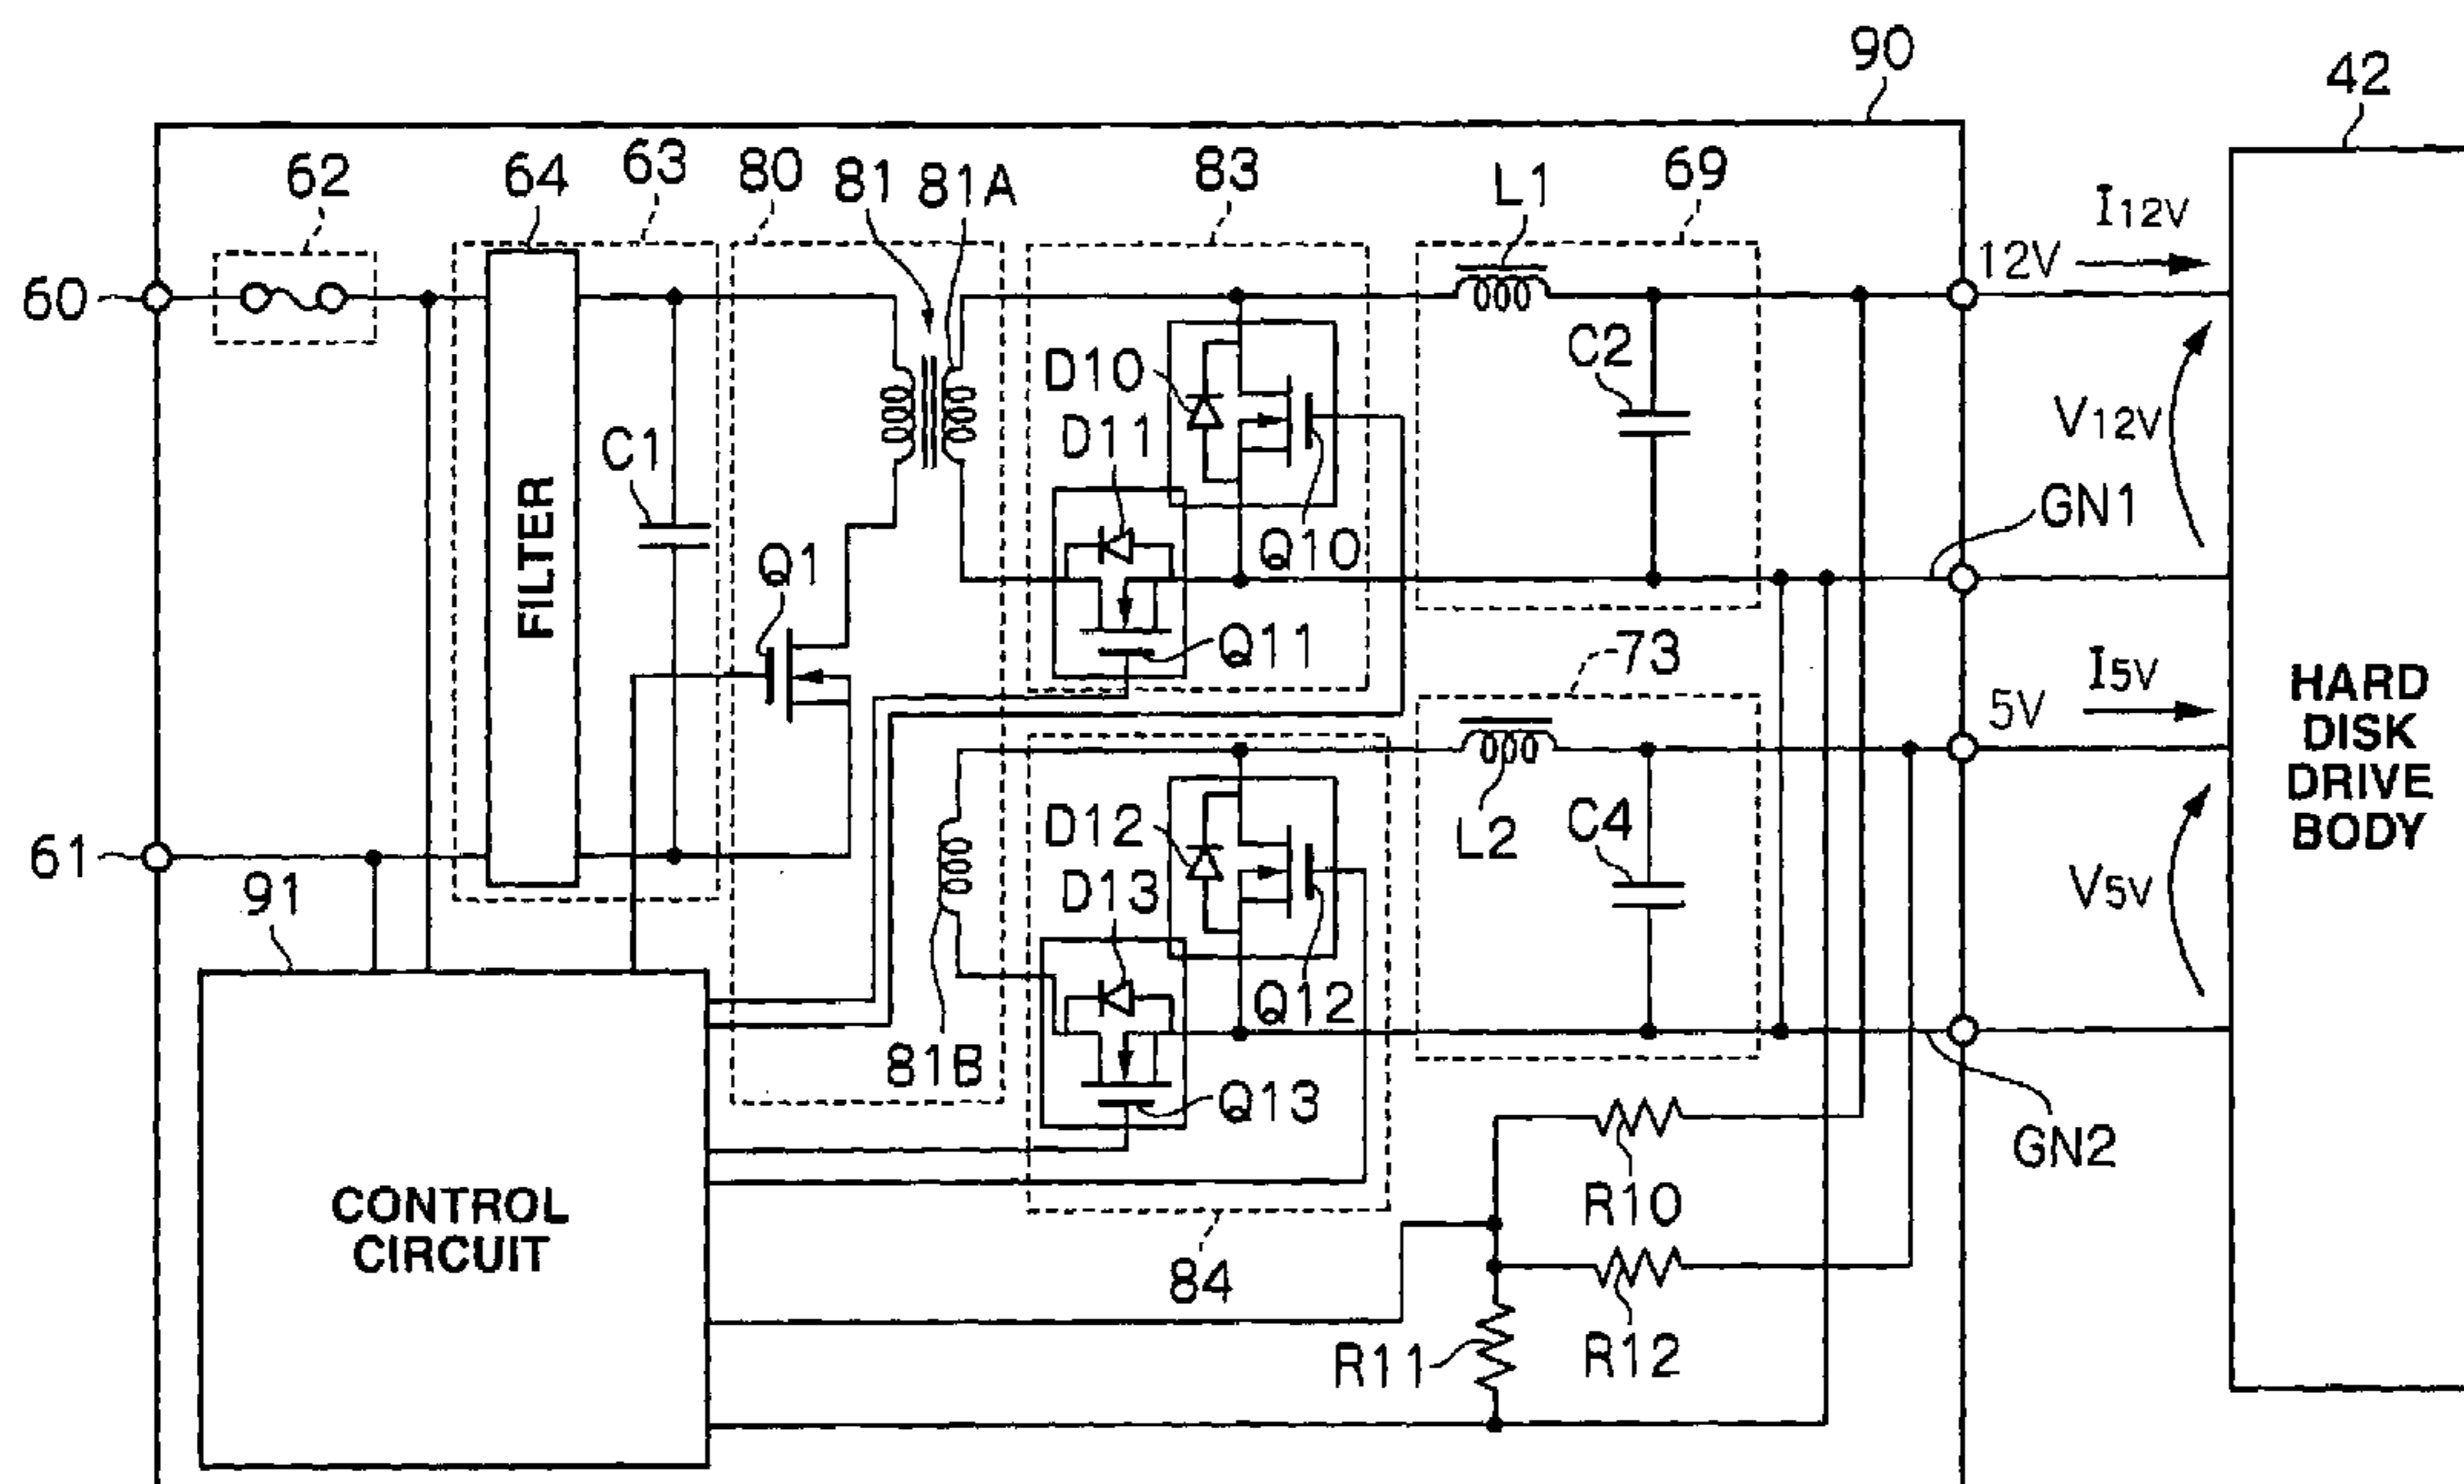 90
42
62
64
63
80
81
81A
83
L1
69
I12V
12V
60
D10
D11
C2
V12V
C1
FILTER
Q1
Q10
GN1
Q11
73
I5V
5V
HARD
DISK
DRIVE
BODY
D12
D13
L2
C4
V5V
61
91
Q12
81B
Q13
GN2
R10
CONTROL
CIRCUIT
84
R11
R12